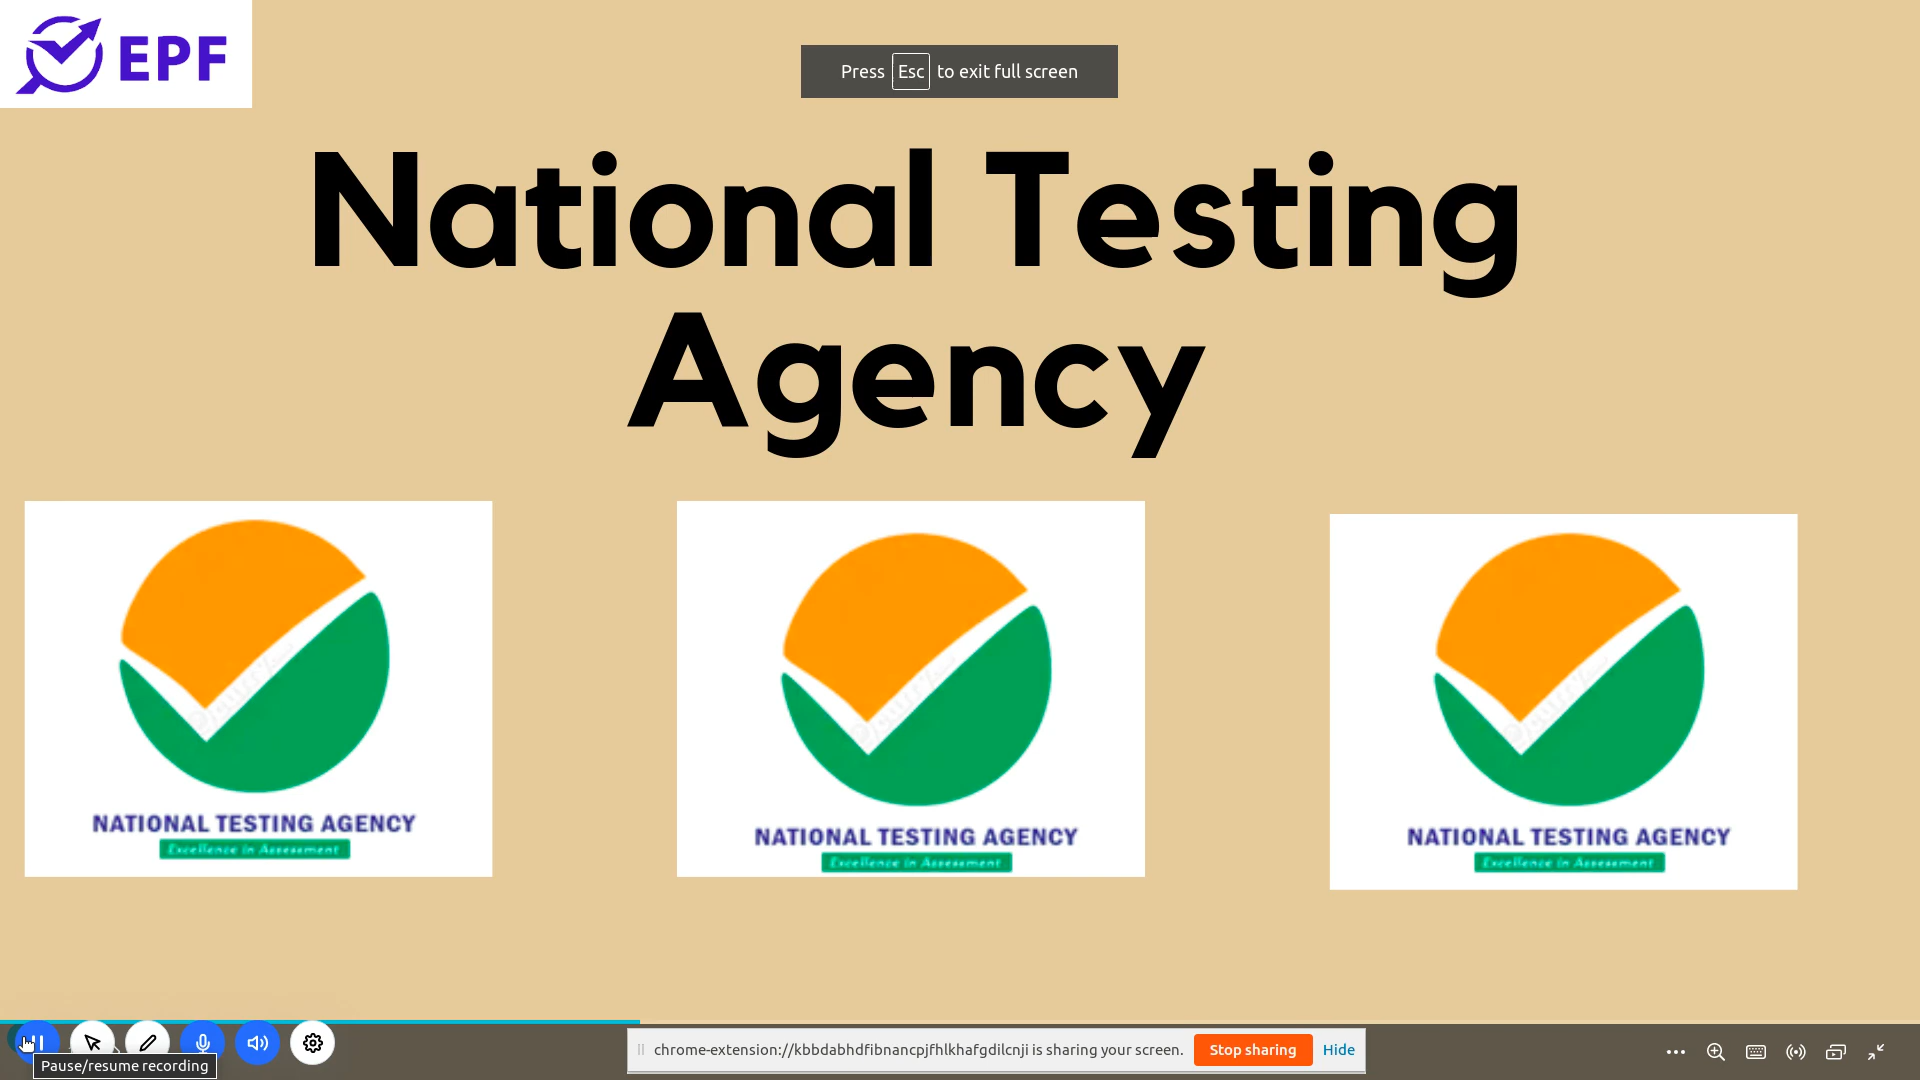 EPF
Press Esc to exit full screen
National Testing
Agency
NATIONAL TESTING AGENCY
Excellence in Assessment
NATIONAL TESTING AGENCY
Excellence in Assessment
NATIONAL TESTING AGENCY
Excellence in Assessment
chrome-extension://kbbdabhdfibnancpjfhlkhafgdilcnji is sharing your screen. Stop sharing Hide
Pause/resume recording